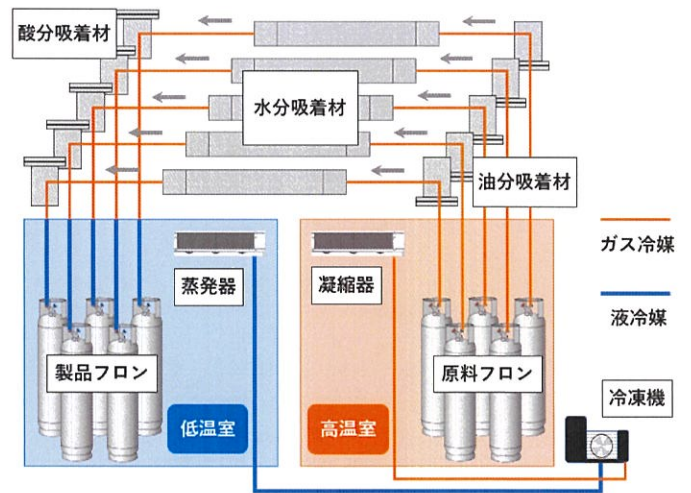 酸分吸着材
水分吸着材
油分吸着材
ガス冷媒
蒸発器
凝縮器
液冷媒
製品フロン
原料フロン
冷凍機
低温室
高温室